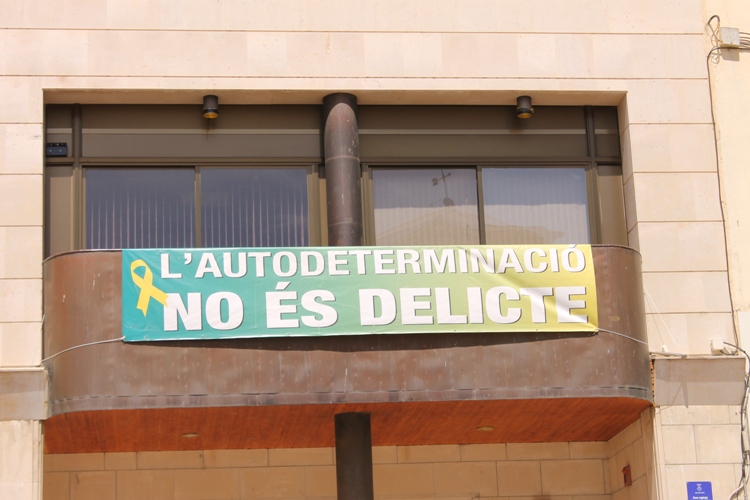 L'AUTODETERMINACIÓ
NO ÉS DELICTE